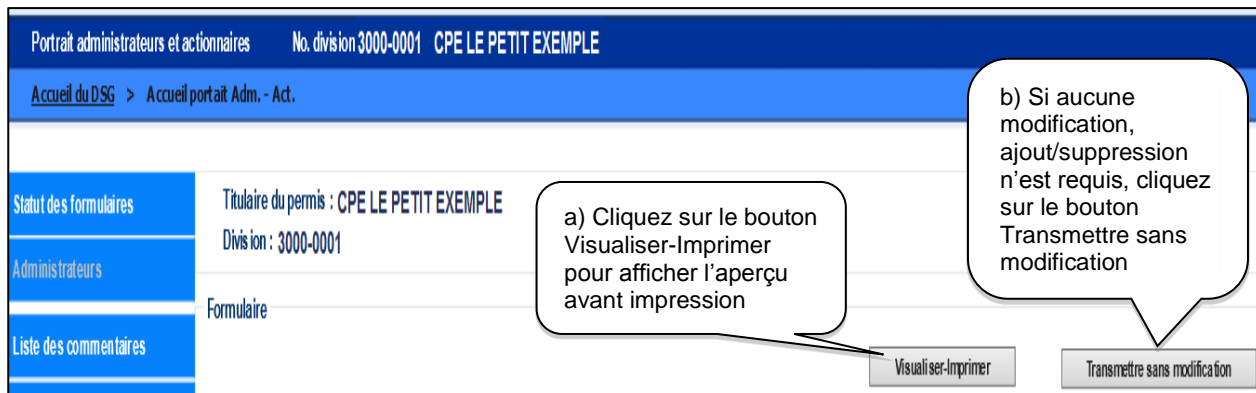 Portrait administrateurs et actionnaires No. division 3000-0001 CPE LE PETIT EXEMPLE
Accueil du DSG > Accueil portait Adm. - Act.
Statut des formulaires
Administrateurs
Liste des commentaires
Titulaire du permis : CPE LE PETIT EXEMPLE
Division : 3000-0001
Formulaire
a) Cliquez sur le bouton
Visualiser-Imprimer
pour afficher l’aperçu
avant impression
b) Si aucune
modification,
ajout/suppression
n’est requis, cliquez
sur le bouton
Transmettre sans
modification
Visualiser-Imprimer
Transmettre sans modification